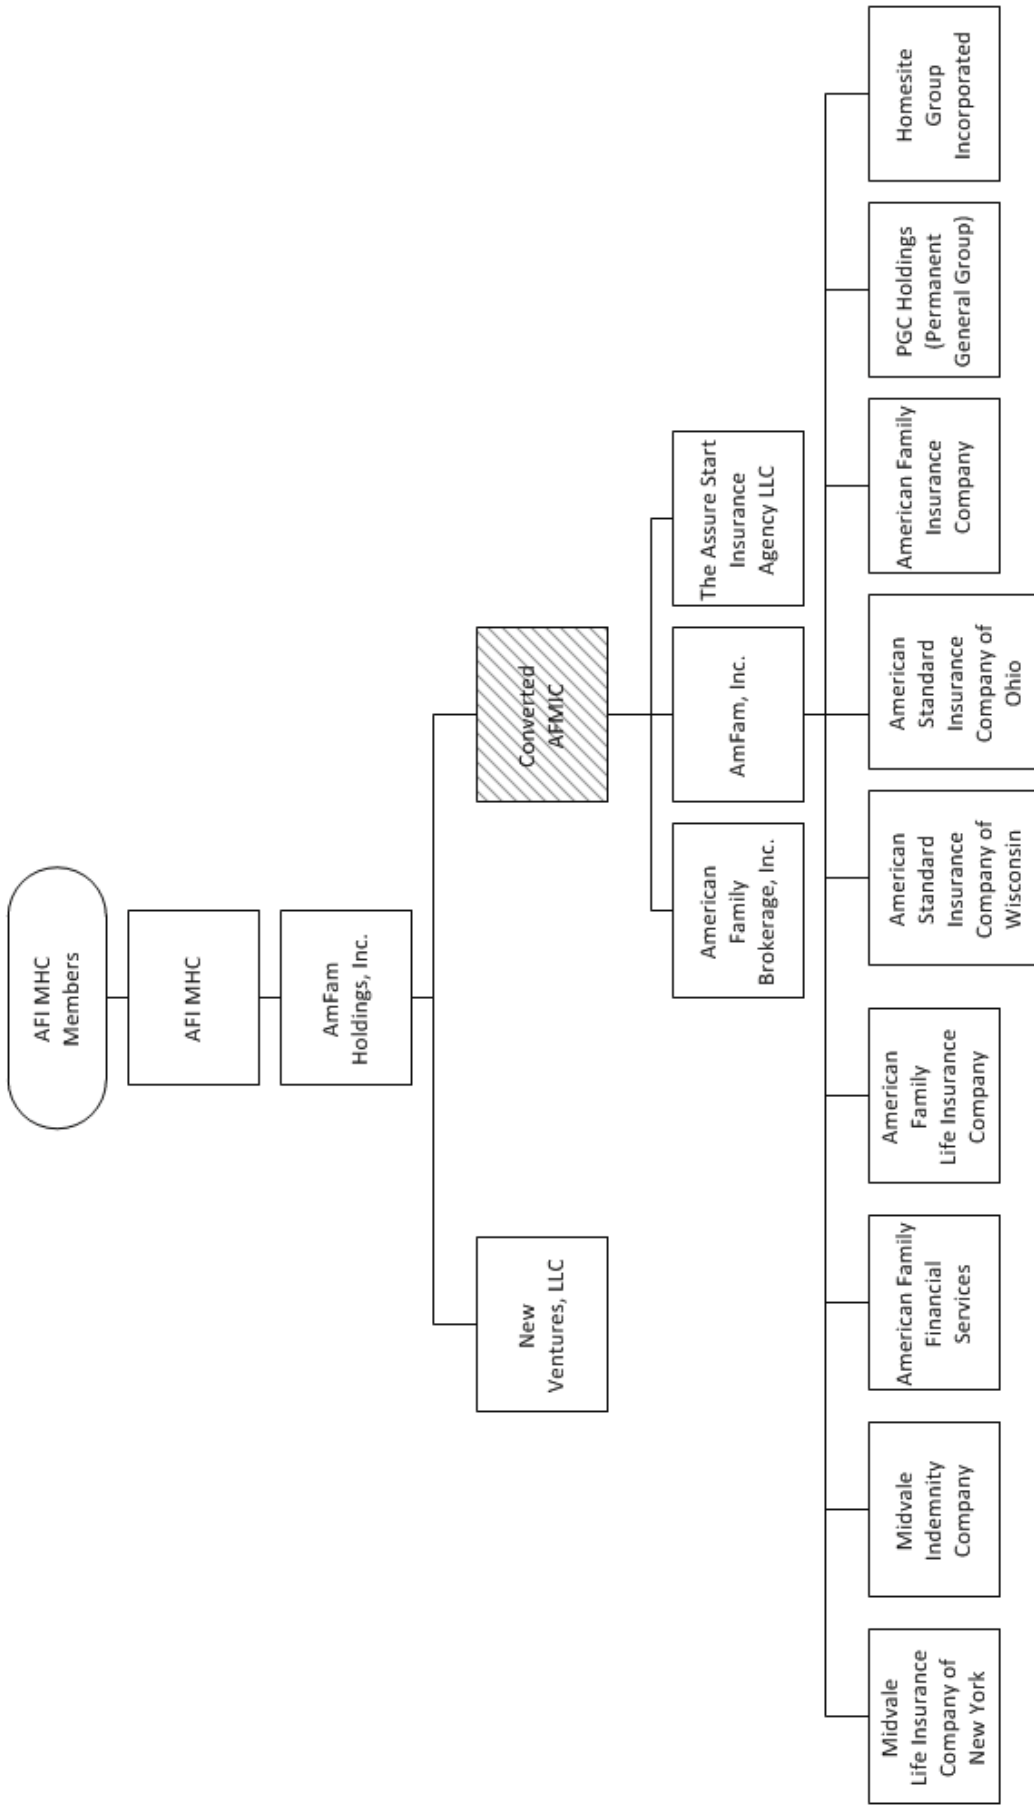 AFI MHC
Members
AFI MHC
AmFam
Holdings, Inc.
New
Ventures, LLC
Converted
AFMIC
American
Family
Brokerage, Inc.
AmFam, Inc.
The Assure Start
Insurance
Agency LLC
Midvale
Life Insurance
Company of
New York
Midvale
Indemnity
Company
American Family
Financial
Services
American
Family
Life Insurance
Company
American
Standard
Insurance
Company of
Wisconsin
American
Standard
Insurance
Company of
Ohio
American Family
Insurance
Company
PGC Holdings
(Permanent
General Group)
Homesite
Group
Incorporated